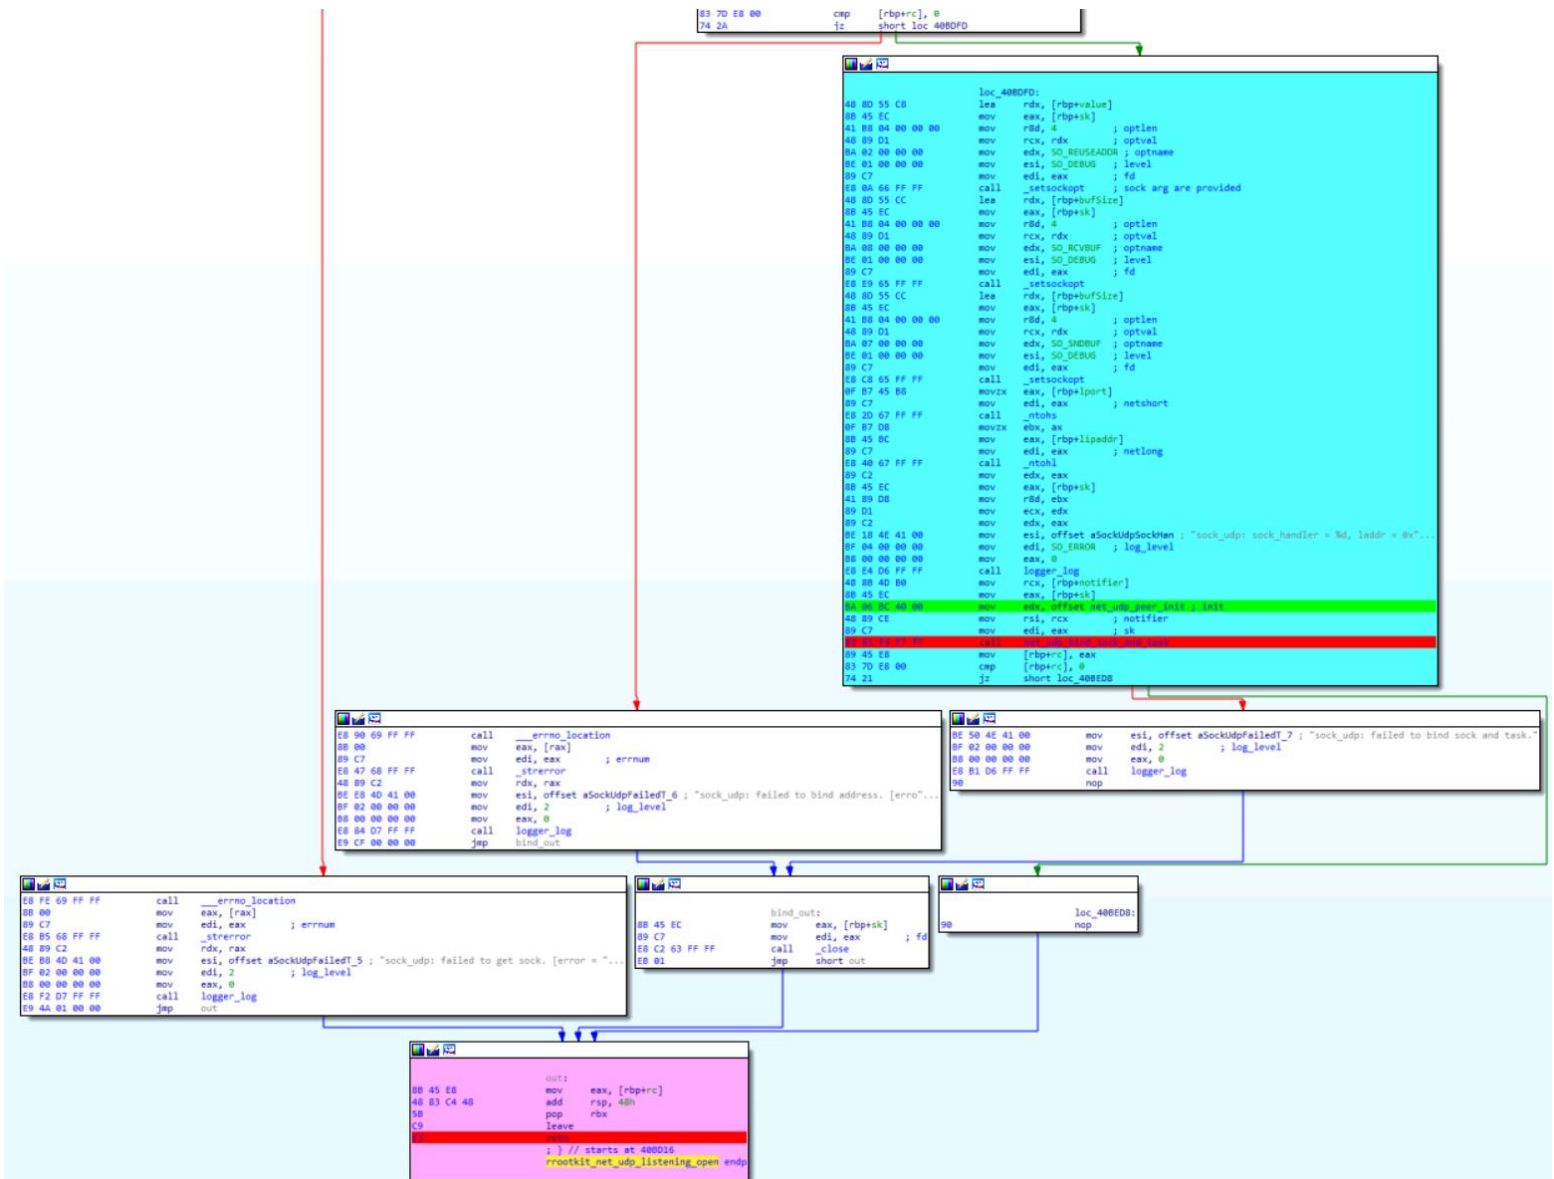 83 7D E8 00 cmp [rbp+rc], 0
74 2A jz short loc_40BDFD
loc_40BDFD:
48 8D 55 C8 lea rdx, [rbp+value]
8B 45 EC mov eax, [rbp+sk]
41 B8 04 00 00 00 mov r8d, 4 ; optlen
48 89 D1 mov rcx, rdx ; optval
BA 02 00 00 00 mov edx, SO_REUSEADDR ; optname
BE 01 00 00 00 mov esi, SO_DEBUG ; level
89 C7 mov edi, eax ; fd
E8 0A 66 FF FF call _setsockopt ; sock arg are provided
48 8D 55 CC lea rdx, [rbp+bufSize]
8B 45 EC mov eax, [rbp+sk]
41 B8 04 00 00 00 mov r8d, 4 ; optlen
48 89 D1 mov rcx, rdx ; optval
BA 08 00 00 00 mov edx, SO_RCVBUF ; optname
BE 01 00 00 00 mov esi, SO_DEBUG ; level
89 C7 mov edi, eax ; fd
E8 E9 65 FF FF call _setsockopt
48 8D 55 CC lea rdx, [rbp+bufSize]
8B 45 EC mov eax, [rbp+sk]
41 B8 04 00 00 00 mov r8d, 4 ; optlen
48 89 D1 mov rcx, rdx ; optval
BA 07 00 00 00 mov edx, SO_SNDBUF ; optname
BE 01 00 00 00 mov esi, SO_DEBUG ; level
89 C7 mov edi, eax ; fd
E8 C8 65 FF FF call _setsockopt
0F B7 45 B8 movzx eax, [rbp+lport]
89 C7 mov edi, eax ; netshort
E8 2D 67 FF FF call _ntohs
0F B7 D8 movzx ebx, ax
8B 45 BC mov eax, [rbp+lipaddr]
89 C7 mov edi, eax ; netlong
E8 40 67 FF FF call _ntohl
89 C2 mov edx, eax
8B 45 EC mov eax, [rbp+sk]
41 89 D8 mov r8d, ebx
89 D1 mov ecx, edx
89 C2 mov edx, eax
BE 18 4E 41 00 mov esi, offset aSockUdpSockHan ; "sock_udp: sock_handler = %d, laddr = 0x"...
BF 04 00 00 00 mov edi, SO_ERROR ; log_level
B8 00 00 00 00 mov eax, 0
E8 E4 D6 FF FF call logger_log
48 8B 4D B0 mov rcx, [rbp+notifier]
8B 45 EC mov eax, [rbp+sk]
BA 06 BC 40 00 mov edx, offset net_udp_peer_init ; init
48 89 CE mov rsi, rcx ; notifier
89 C7 mov edi, eax ; sk
call net_udp_bind_sock_and_task
89 45 E8 mov [rbp+rc], eax
83 7D E8 00 cmp [rbp+rc], 0
74 21 jz short loc_40BED8
E8 90 69 FF FF call ___errno_location
8B 00 mov eax, [rax]
89 C7 mov edi, eax ; errnum
E8 47 68 FF FF call _strerror
48 89 C2 mov rdx, rax
BE E8 4D 41 00 mov esi, offset aSockUdpFailedT_6 ; "sock_udp: failed to bind address. [erro"...
BF 02 00 00 00 mov edi, 2 ; log_level
B8 00 00 00 00 mov eax, 0
E8 84 D7 FF FF call logger_log
E9 CF 00 00 00 jmp bind_out
BE 50 4E 41 00 mov esi, offset aSockUdpFailedT_7 ; "sock_udp: failed to bind sock and task."
BF 02 00 00 00 mov edi, 2 ; log_level
B8 00 00 00 00 mov eax, 0
E8 B1 D6 FF FF call logger_log
90 nop
E8 FE 69 FF FF call ___errno_location
8B 00 mov eax, [rax]
89 C7 mov edi, eax ; errnum
E8 B5 68 FF FF call _strerror
48 89 C2 mov rdx, rax
BE B8 4D 41 00 mov esi, offset aSockUdpFailedT_5 ; "sock_udp: failed to get sock. [error = "...
BF 02 00 00 00 mov edi, 2 ; log_level
B8 00 00 00 00 mov eax, 0
E8 F2 D7 FF FF call logger_log
E9 4A 01 00 00 jmp out
bind_out:
8B 45 EC mov eax, [rbp+sk]
89 C7 mov edi, eax ; fd
E8 C2 63 FF FF call _close
EB 01 jmp short out
loc_40BED8:
90 nop
out:
8B 45 E8 mov eax, [rbp+rc]
48 83 C4 48 add rsp, 48h
5B pop rbx
C9 leave
C3 retn
; } // starts at 40BD16
rrootkit_net_udp_listening_open endp